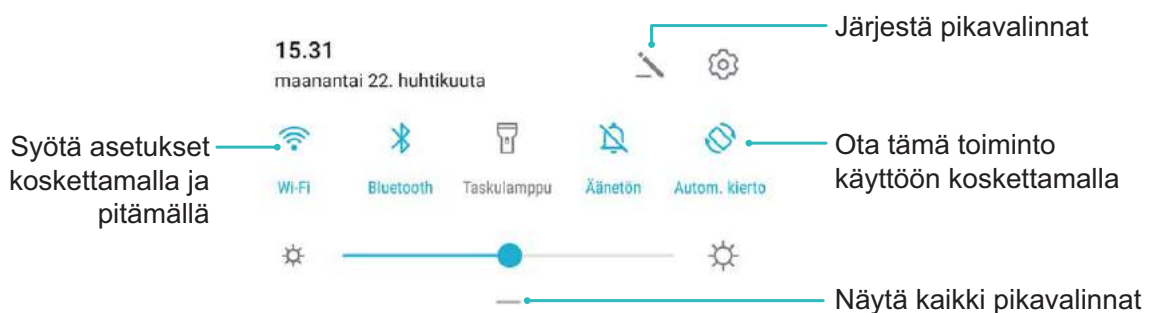 Järjestä pikavalinnat
15.31
maanantai 22. huhtikuuta
Syötä asetukset
koskettamalla ja
pitämällä
Wi-Fi
Bluetooth
Taskulamppu
Äänetön
Autom. kierto
Ota tämä toiminto
käyttöön koskettamalla
Näytä kaikki pikavalinnat